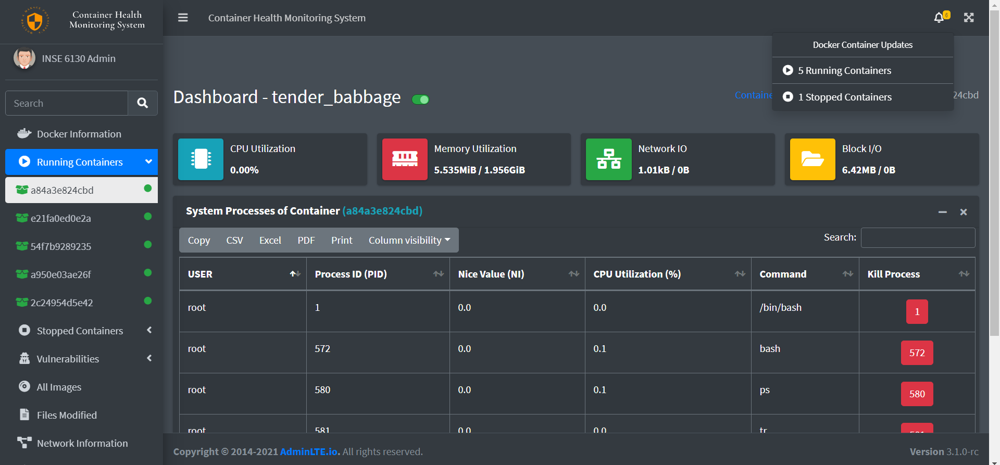 Container Health
Monitoring System
Container Health Monitoring System
6
Docker Container Updates
5 Running Containers
1 Stopped Containers
INSE 6130 Admin
Search
Docker Information
Running Containers
a84a3e824cbd
e21fa0ed0e2a
54f7b9289235
a950e03ae26f
2c24954d5e42
Stopped Containers
Vulnerabilities
All Images
Files Modified
Network Information
Dashboard - tender_babbage
Containe
24cbd
CPU Utilization
0.00%
Memory Utilization
5.535MiB / 1.956GiB
Network IO
1.01kB / 0B
Block I/O
6.42MB / 0B
System Processes of Container (a84a3e824cbd)
Copy CSV Excel PDF Print Column visibility
Search:
USER Process ID (PID) Nice Value (NI) CPU Utilization (%) Command Kill Process
root 1 0.0 0.0 /bin/bash 1
root 572 0.0 0.1 bash 572
root 580 0.0 0.1 ps 580
root 581 0.0 0.0 tr 581
Copyright © 2014-2021 AdminLTE.io. All rights reserved.
Version 3.1.0-rc